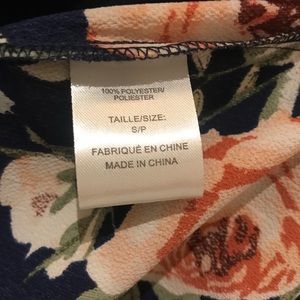 100% POLYESTER/
POLIESTER
TAILLE/SIZE:
S/P
FABRIQUÉ EN CHINE
MADE IN CHINA